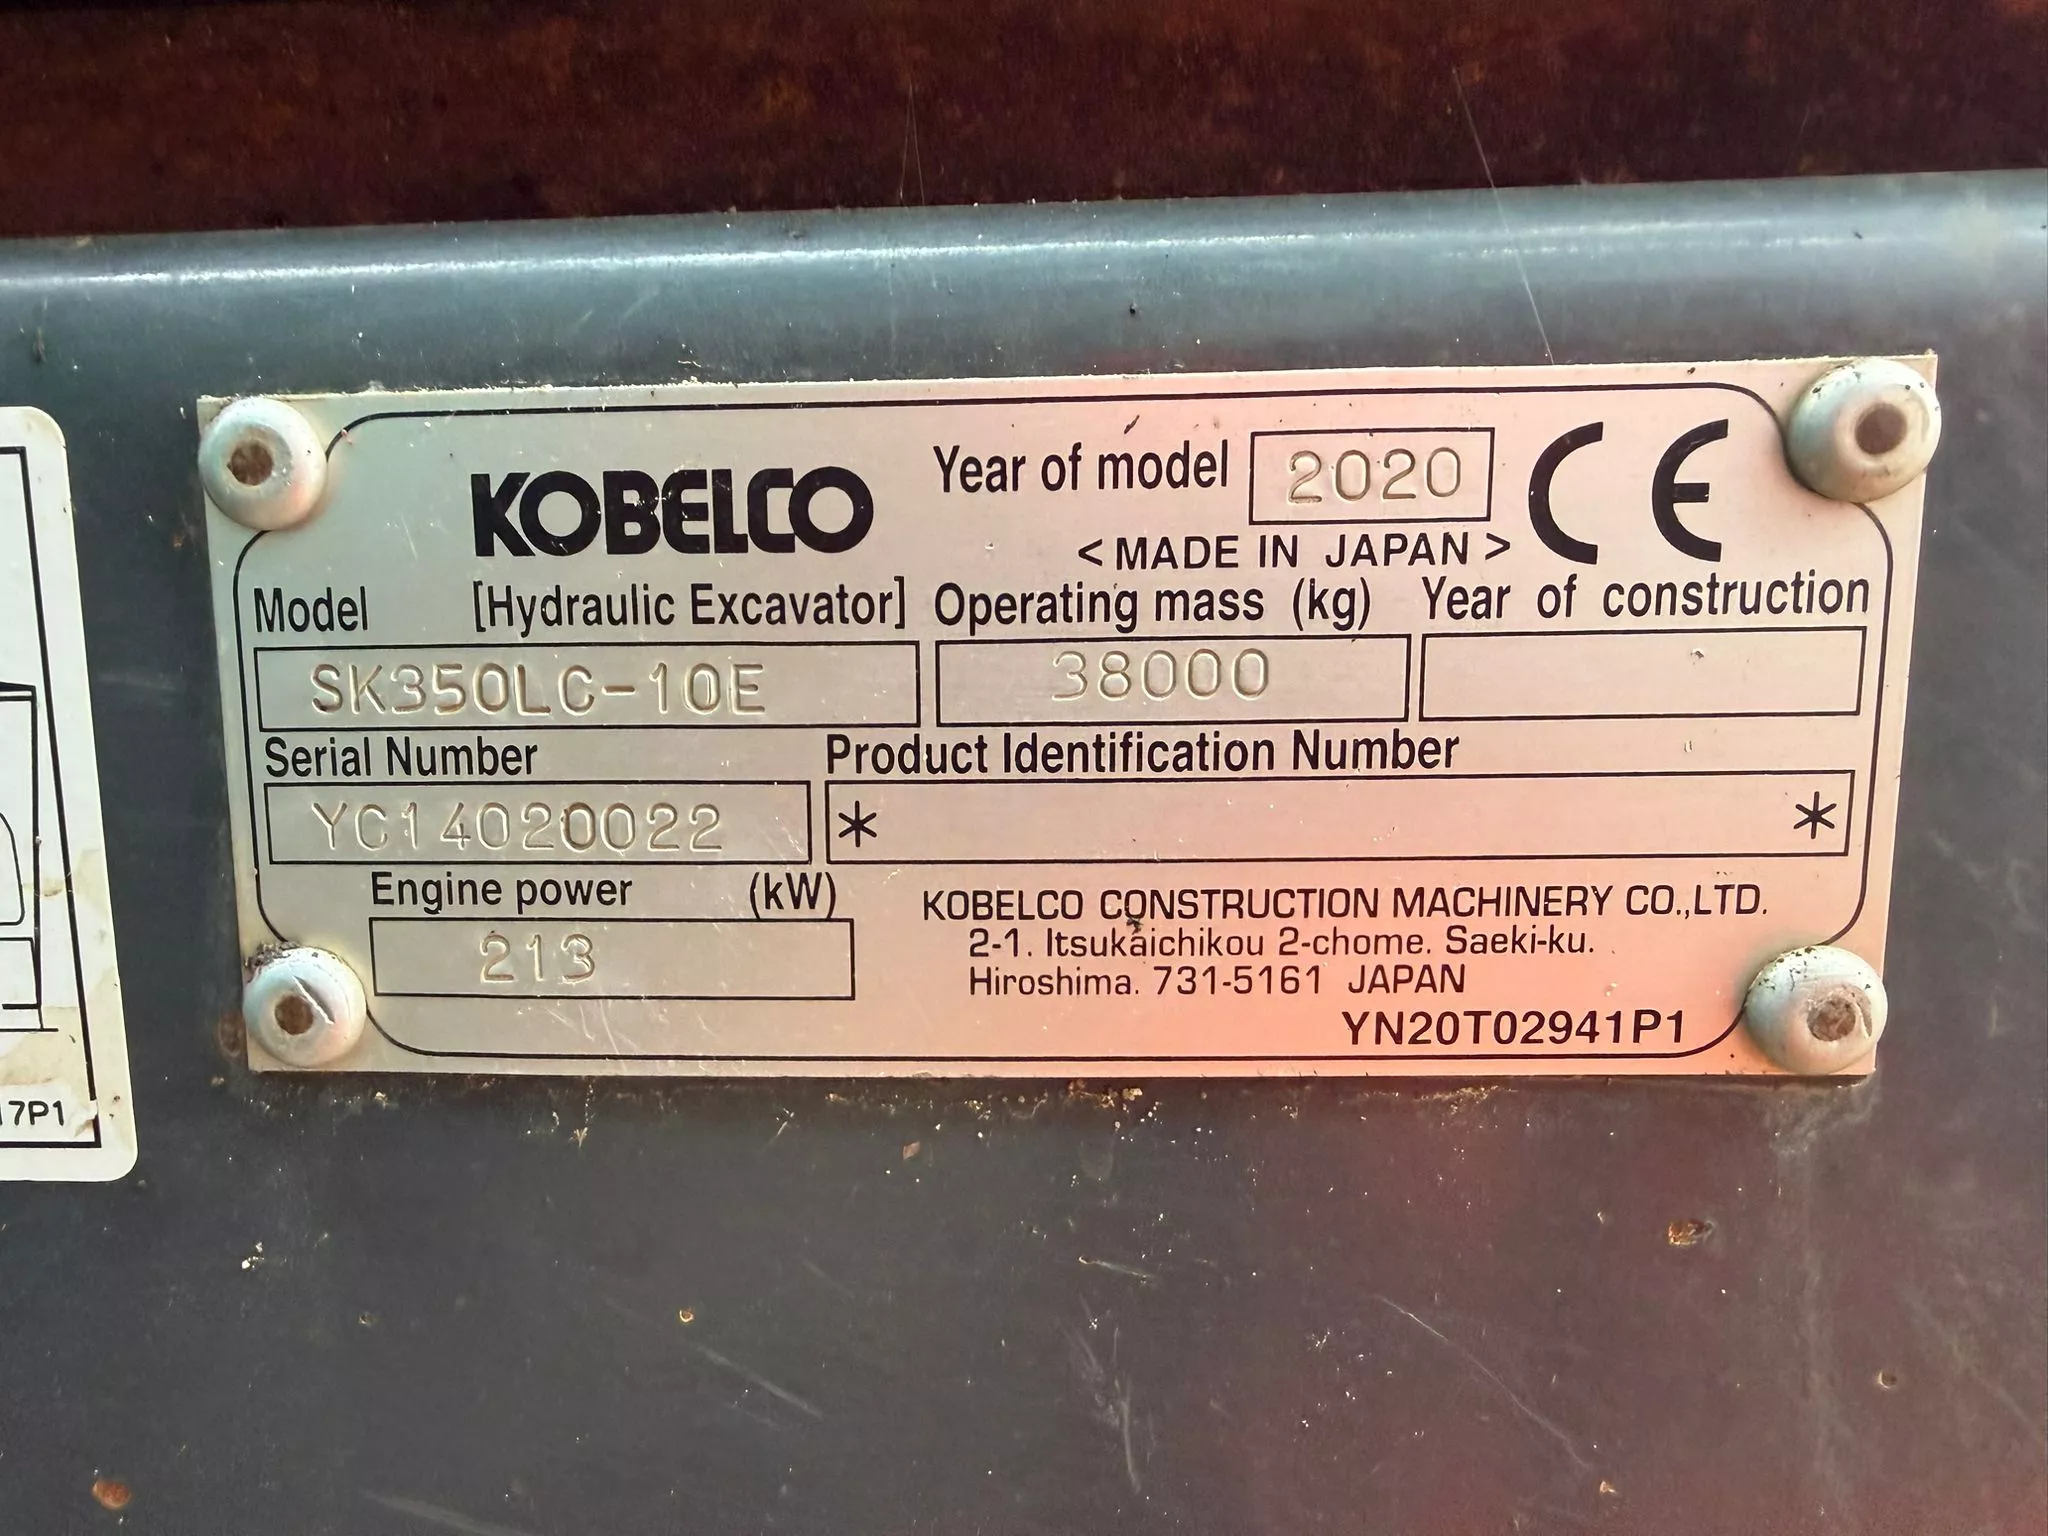 KOBELCO
Year of model 2020 CE
<MADE IN JAPAN>
Model [Hydraulic Excavator] Operating mass (kg) Year of construction
SK350LC-10E 38000
Serial Number Product Identification Number
YC14020022 * *
Engine power (kW)
213
KOBELCO CONSTRUCTION MACHINERY CO.,LTD.
2-1. Itsukaichikou 2-chome. Saeki-ku.
Hiroshima. 731-5161 JAPAN
YN20T02941P1
17P1